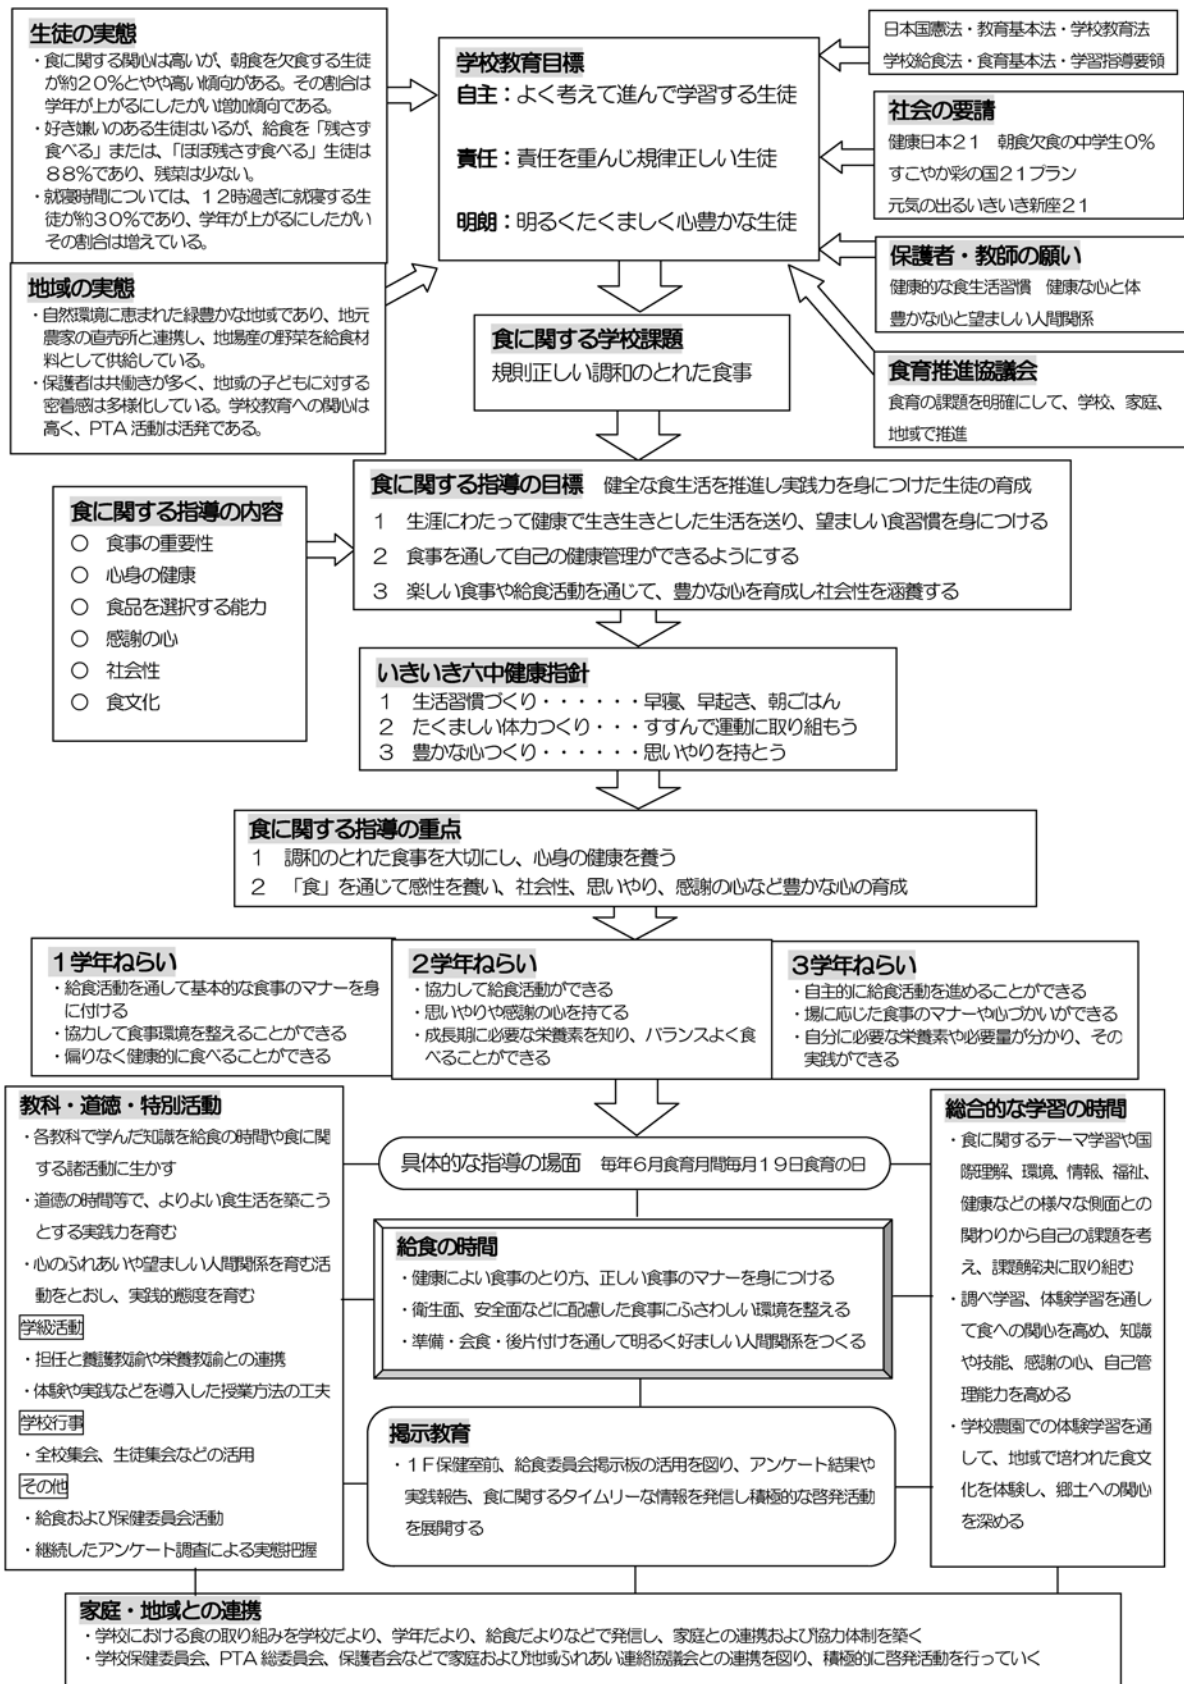 生徒の実態
・食に関する関心は高いが、朝食を欠食する生徒
が約20%とやや高い傾向がある。その割合は
学年が上がるにしたがい増加傾向である。
・好き嫌いのある生徒はいるが、給食を「残さず
食べる」または、「ほぼ残さず食べる」生徒は
88%であり、残菜は少ない。
・就寝時間については、12時過ぎに就寝する生
徒が約30%であり、学年が上がるにしたがい
その割合は増えている。
地域の実態
・自然環境に恵まれた緑豊かな地域であり、地元
農家の直売所と連携し、地場産の野菜を給食材
料として供給している。
・保護者は共働きが多く、地域の子どもに対する
密着感は多様化している。学校教育への関心は
高く、PTA活動は活発である。
学校教育目標
自主：よく考えて進んで学習する生徒
責任：責任を重んじ規律正しい生徒
明朗：明るくたくましく心豊かな生徒
日本国憲法・教育基本法・学校教育法
学校給食法・食育基本法・学習指導要領
社会の要請
健康日本21　朝食欠食の中学生0%
すこやか彩の国21プラン
元気の出るいきいき新座21
保護者・教師の願い
健康的な食生活習慣　健康な心と体
豊かな心と望ましい人間関係
食育推進協議会
食育の課題を明確にして、学校、家庭、
地域で推進
食に関する学校課題
規則正しい調和のとれた食事
食に関する指導の内容
○　食事の重要性
○　心身の健康
○　食品を選択する能力
○　感謝の心
○　社会性
○　食文化
食に関する指導の目標　健全な食生活を推進し実践力を身につけた生徒の育成
1　生涯にわたって健康で生き生きとした生活を送り、望ましい食習慣を身につける
2　食事を通して自己の健康管理ができるようにする
3　楽しい食事や給食活動を通じて、豊かな心を育成し社会性を涵養する
いきいき六中健康指針
1　生活習慣づくり・・・・・・早寝、早起き、朝ごはん
2　たくましい体力つくり・・・すすんで運動に取り組もう
3　豊かな心つくり・・・・・・思いやりを持とう
食に関する指導の重点
1　調和のとれた食事を大切にし、心身の健康を養う
2　「食」を通じて感性を養い、社会性、思いやり、感謝の心など豊かな心の育成
1学年ねらい
・給食活動を通して基本的な食事のマナーを身
に付ける
・協力して食事環境を整えることができる
・偏りなく健康的に食べることができる
2学年ねらい
・協力して給食活動ができる
・思いやりや感謝の心を持てる
・成長期に必要な栄養素を知り、バランスよく食
べることができる
3学年ねらい
・自主的に給食活動を進めることができる
・場に応じた食事のマナーや心づかいができる
・自分に必要な栄養素や必要量が分かり、その
実践ができる
教科・道徳・特別活動
・各教科で学んだ知識を給食の時間や食に関
する諸活動に生かす
・道徳の時間等で、よりよい食生活を築こう
とする実践力を育む
・心のふれあいや望ましい人間関係を育む活
動をとおし、実践的態度を育む
学級活動
・担任と養護教諭や栄養教諭との連携
・体験や実践などを導入した授業方法の工夫
学校行事
・全校集会、生徒集会などの活用
その他
・給食および保健委員会活動
・継続したアンケート調査による実態把握
具体的な指導の場面　毎年6月食育月間毎月19日食育の日
給食の時間
・健康によい食事のとり方、正しい食事のマナーを身につける
・衛生面、安全面などに配慮した食事にふさわしい環境を整える
・準備・会食・後片付けを通して明るく好ましい人間関係をつくる
掲示教育
・1F保健室前、給食委員会掲示板の活用を図り、アンケート結果や
実践報告、食に関するタイムリーな情報を発信し積極的な啓発活動
を展開する
総合的な学習の時間
・食に関するテーマ学習や国
際理解、環境、情報、福祉、
健康などの様々な側面との
関わりから自己の課題を考
え、課題解決に取り組む
・調べ学習、体験学習を通し
て食への関心を高め、知識
や技能、感謝の心、自己管
理能力を高める
・学校農園での体験学習を通
して、地域で培われた食文
化を体験し、郷土への関心
を深める
家庭・地域との連携
・学校における食の取り組みを学校だより、学年だより、給食だよりなどで発信し、家庭との連携および協力体制を築く
・学校保健委員会、PTA総委員会、保護者会などで家庭および地域ふれあい連絡協議会との連携を図り、積極的に啓発活動を行っていく